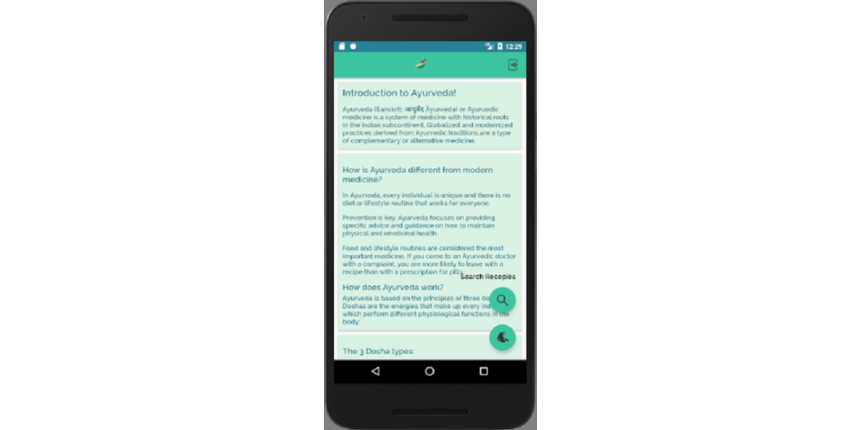 12:29
Introduction to Ayurveda!
Ayurveda (Sanskrit: आयुर्वेद Ayurveda) or Ayurvedic
medicine is a system of medicine with historical roots
in the Indian subcontinent. Globalized and modernized
practices derived from Ayurvedic traditions are a type
of complementary or alternative medicine.
How is Ayurveda different from modern
medicine?
In Ayurveda, every individual is unique and there is no
diet or lifestyle routine that works for everyone.
Prevention is key. Ayurveda focuses on providing
specific advice and guidance on how to maintain
physical and emotional health.
Food and lifestyle routines are considered the most
important medicine. If you come to an Ayurvedic doctor
with a complaint, you are more likely to leave with a
recipe than with a prescription for pills.
Search Recepies
How does Ayurveda work?
Ayurveda is based on the principles of three
Doshas are the energies that make up every
which perform different physiological functions in the
body:
The 3 Dosha types: